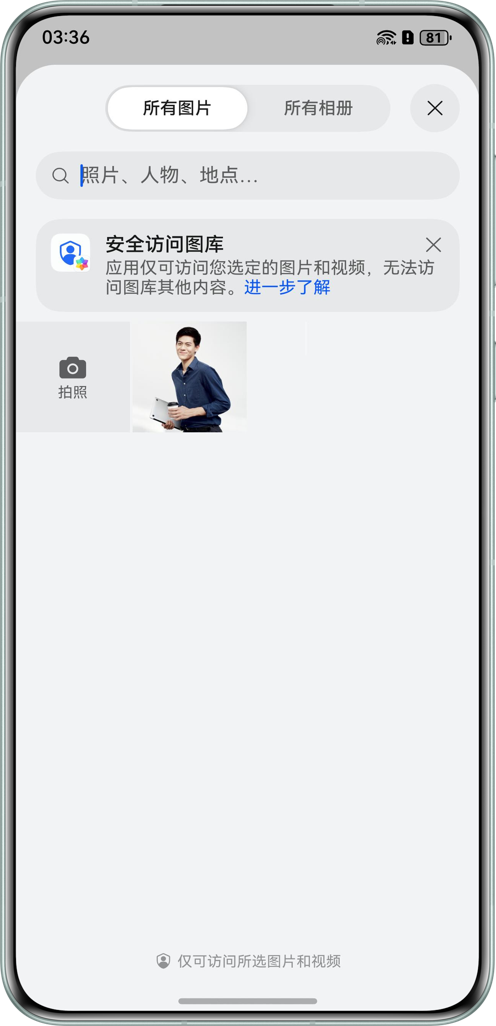 03:36
81
所有图片
所有相册
照片、人物、地点...
安全访问图库
应用仅可访问您选定的图片和视频，无法访
问图库其他内容。进一步了解
拍照
仅可访问所选图片和视频